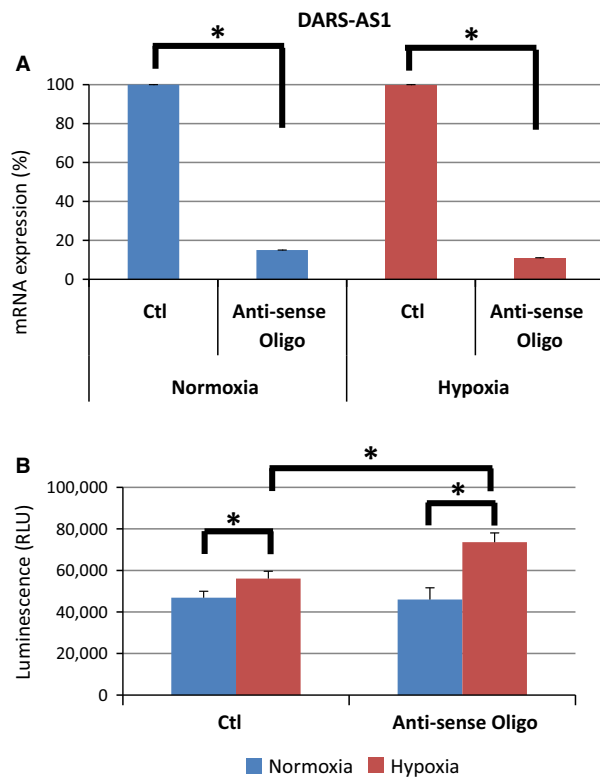 DARS-AS1
A
* *
mRNA expression (%)
100
80
60
40
20
0
Ctl Anti-sense Oligo Ctl Anti-sense Oligo
Normoxia Hypoxia
B
*
* *
Luminescence (RLU)
100,000
80,000
60,000
40,000
20,000
0
Ctl Anti-sense Oligo
Normoxia Hypoxia